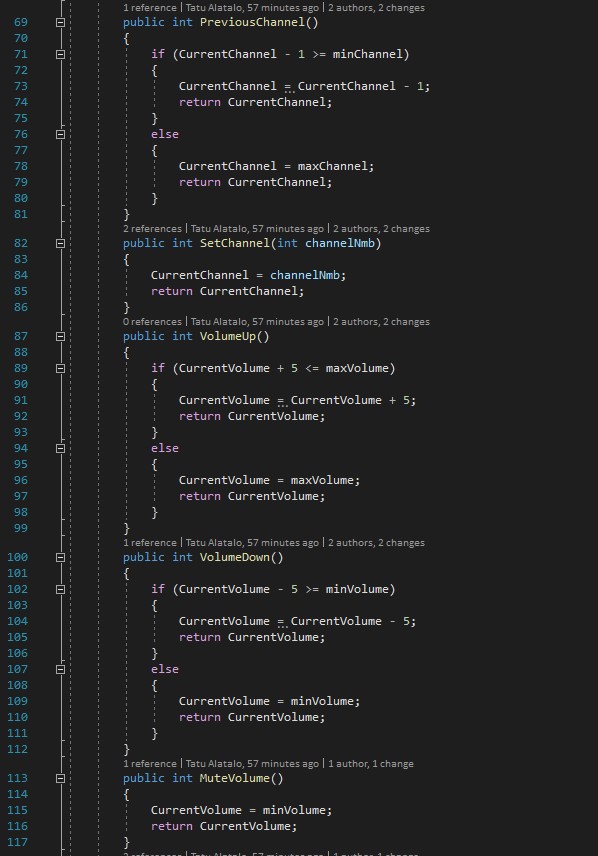 1 reference | Tatu Alatalo, 57 minutes ago | 2 authors, 2 changes
69 public int PreviousChannel()
70 {
71 if (CurrentChannel - 1 >= minChannel)
72 {
73 CurrentChannel = CurrentChannel - 1;
74 return CurrentChannel;
75 }
76 else
77 {
78 CurrentChannel = maxChannel;
79 return CurrentChannel;
80 }
81 }
2 references | Tatu Alatalo, 57 minutes ago | 2 authors, 2 changes
82 public int SetChannel(int channelNmb)
83 {
84 CurrentChannel = channelNmb;
85 return CurrentChannel;
86 }
0 references | Tatu Alatalo, 57 minutes ago | 2 authors, 2 changes
87 public int VolumeUp()
88 {
89 if (CurrentVolume + 5 <= maxVolume)
90 {
91 CurrentVolume = CurrentVolume + 5;
92 return CurrentVolume;
93 }
94 else
95 {
96 CurrentVolume = maxVolume;
97 return CurrentVolume;
98 }
99 }
1 reference | Tatu Alatalo, 57 minutes ago | 2 authors, 2 changes
100 public int VolumeDown()
101 {
102 if (CurrentVolume - 5 >= minVolume)
103 {
104 CurrentVolume = CurrentVolume - 5;
105 return CurrentVolume;
106 }
107 else
108 {
109 CurrentVolume = minVolume;
110 return CurrentVolume;
111 }
112 }
1 reference | Tatu Alatalo, 57 minutes ago | 1 author, 1 change
113 public int MuteVolume()
114 {
115 CurrentVolume = minVolume;
116 return CurrentVolume;
117 }